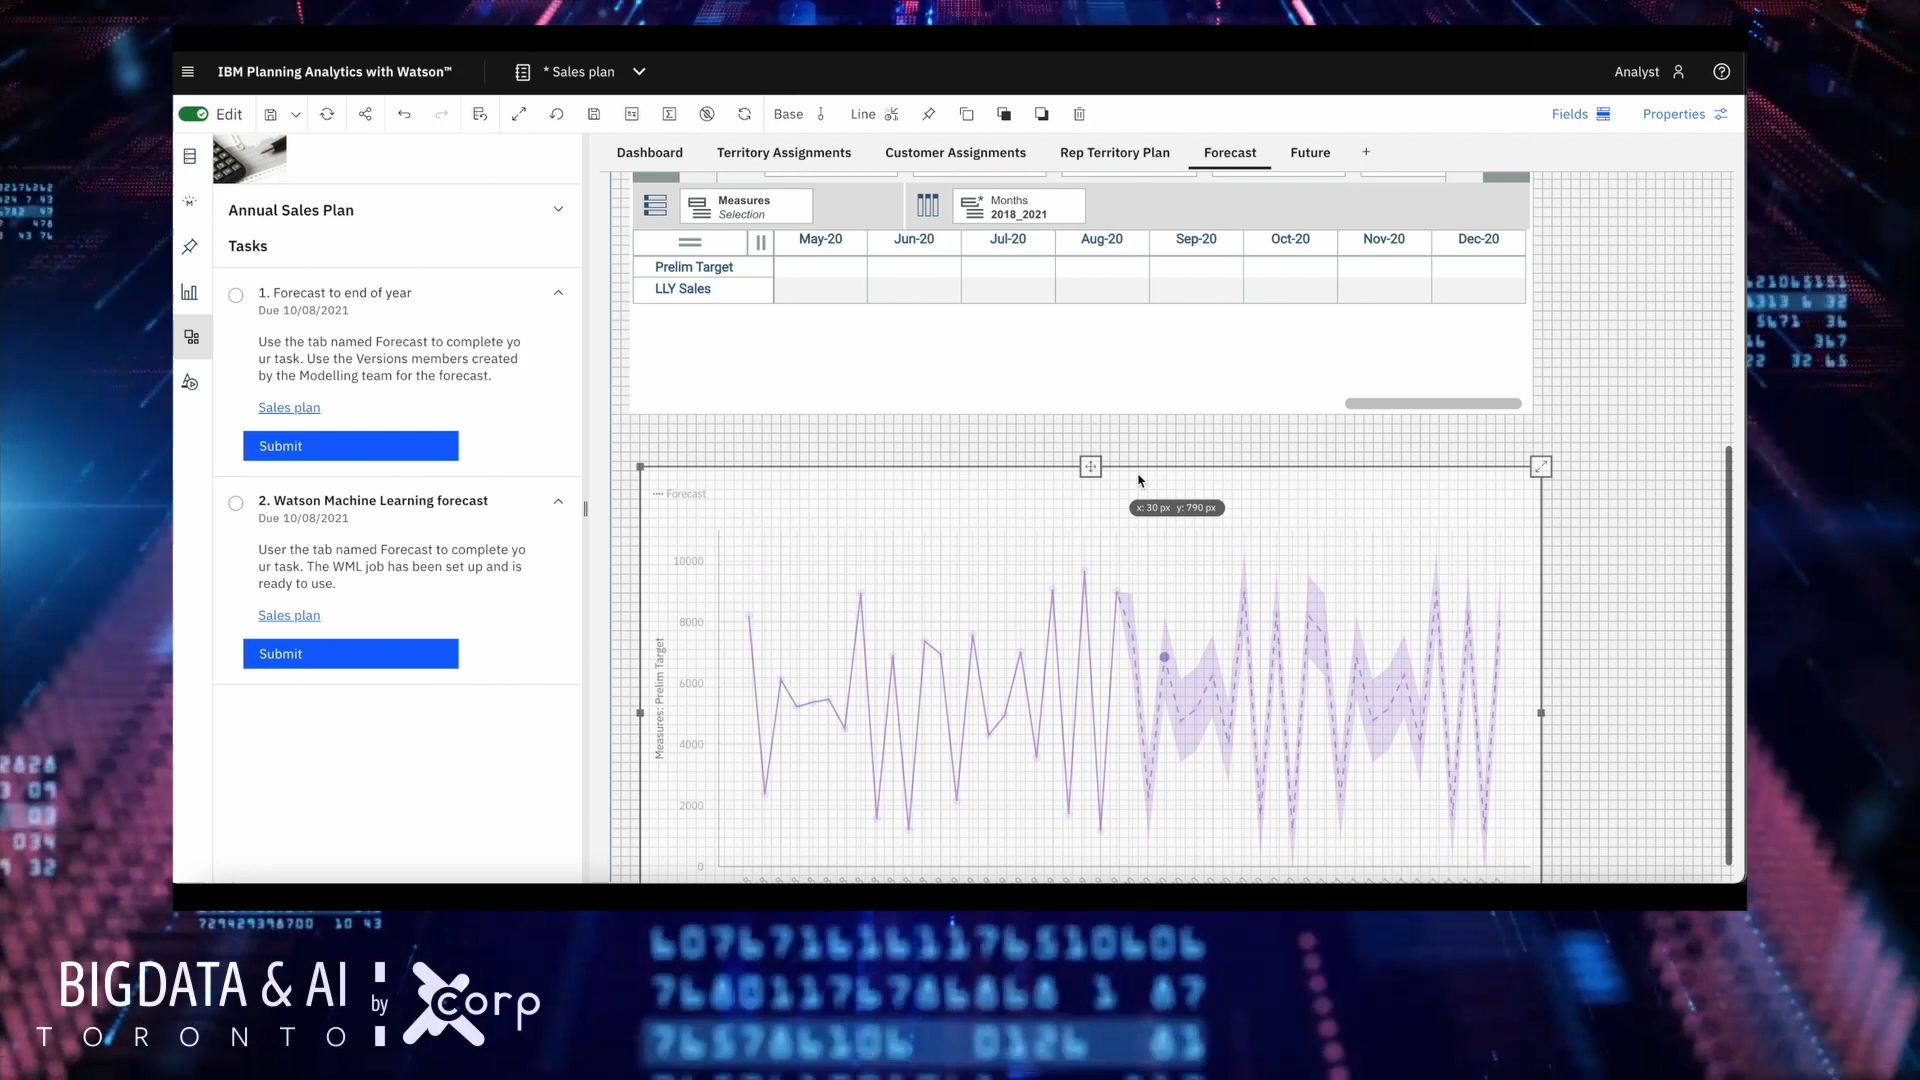 IBM Planning Analytics with Watson™
* Sales plan
Analyst
Edit
Base
Line
Fields
Properties
Dashboard
Territory Assignments
Customer Assignments
Rep Territory Plan
Forecast
Future
+
Annual Sales Plan
Tasks
1. Forecast to end of year
Due 10/08/2021
Use the tab named Forecast to complete yo
ur task. Use the Versions members created
by the Modelling team for the forecast.
Sales plan
Submit
2. Watson Machine Learning forecast
Due 10/08/2021
User the tab named Forecast to complete yo
ur task. The WML job has been set up and is
ready to use.
Sales plan
Submit
Measures
Selection
Months
2018_2021
May-20
Jun-20
Jul-20
Aug-20
Sep-20
Oct-20
Nov-20
Dec-20
Prelim Target
LLY Sales
Forecast
x: 30 px y: 790 px
Measures: Prelim Target
10000
8000
6000
4000
2000
0
BIGDATA & AI
by
xcorp
TORONTO